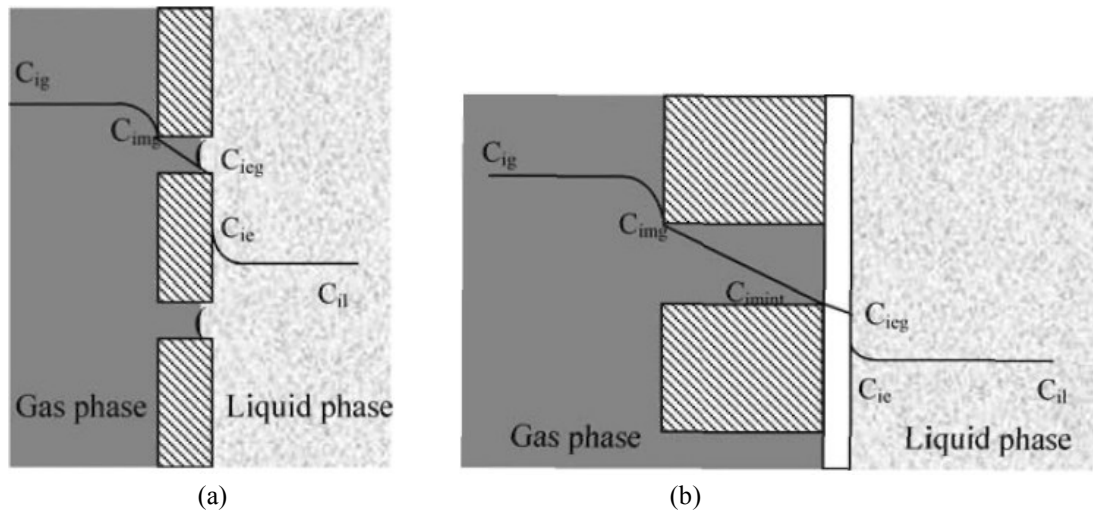 C_ig
C_img
C_ieg
C_ie
C_il
Gas phase
Liquid phase
(a)
C_ig
C_img
C_imint
C_ieg
C_ie
C_il
Gas phase
Liquid phase
(b)